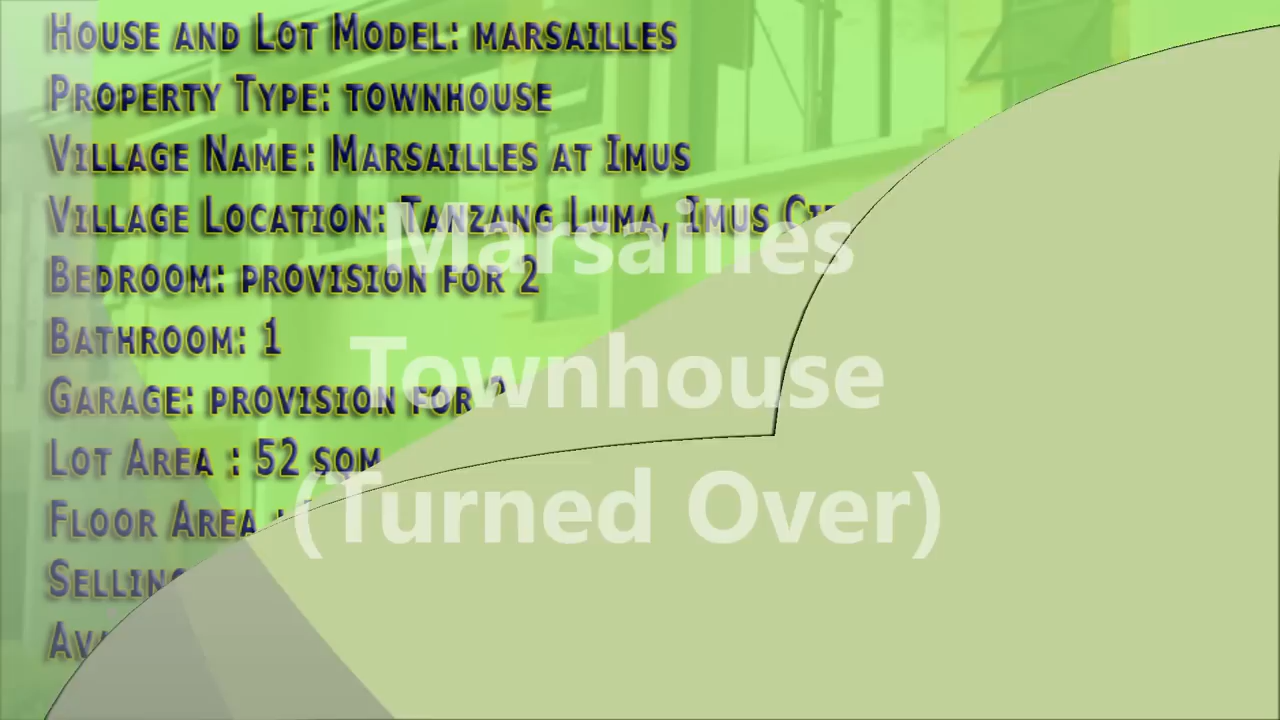 House and Lot Model: marsailles
Property Type: townhouse
Village Name: Marsailles at Imus
Village Location: Tanzang Luma, Imus
Bedroom: provision for 2
Bathroom: 1
Garage: provision for
Lot Area : 52 sqm
Floor Area :
Marsailles
Townhouse
(Turned Over)